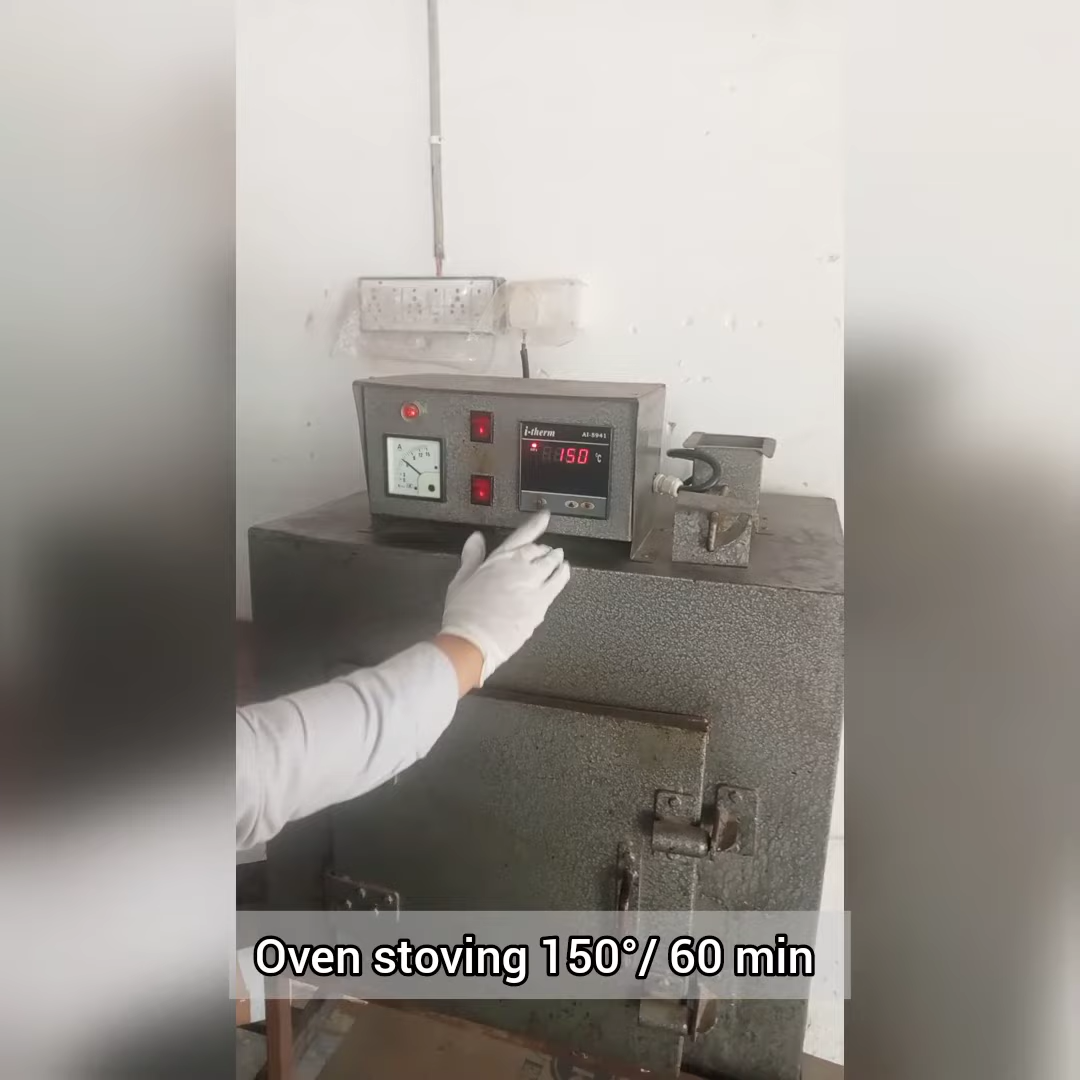 A
i-therm
AI-5941
150 °C
Oven stoving 150°/ 60 min